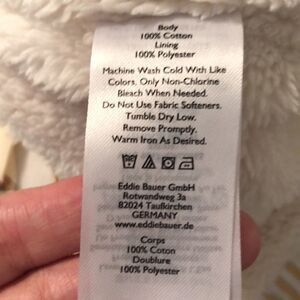 Body
100% Cotton
Lining
100% Polyester
Machine Wash Cold With Like
Colors. Only Non-Chlorine
Bleach When Needed.
Do Not Use Fabric Softeners.
Tumble Dry Low.
Remove Promptly.
Warm Iron As Desired.
Eddie Bauer GmbH
Rotwandweg 3a
82024 Taufkirchen
GERMANY
www.eddiebauer.de
Corps
100% Coton
Doublure
100% Polyester